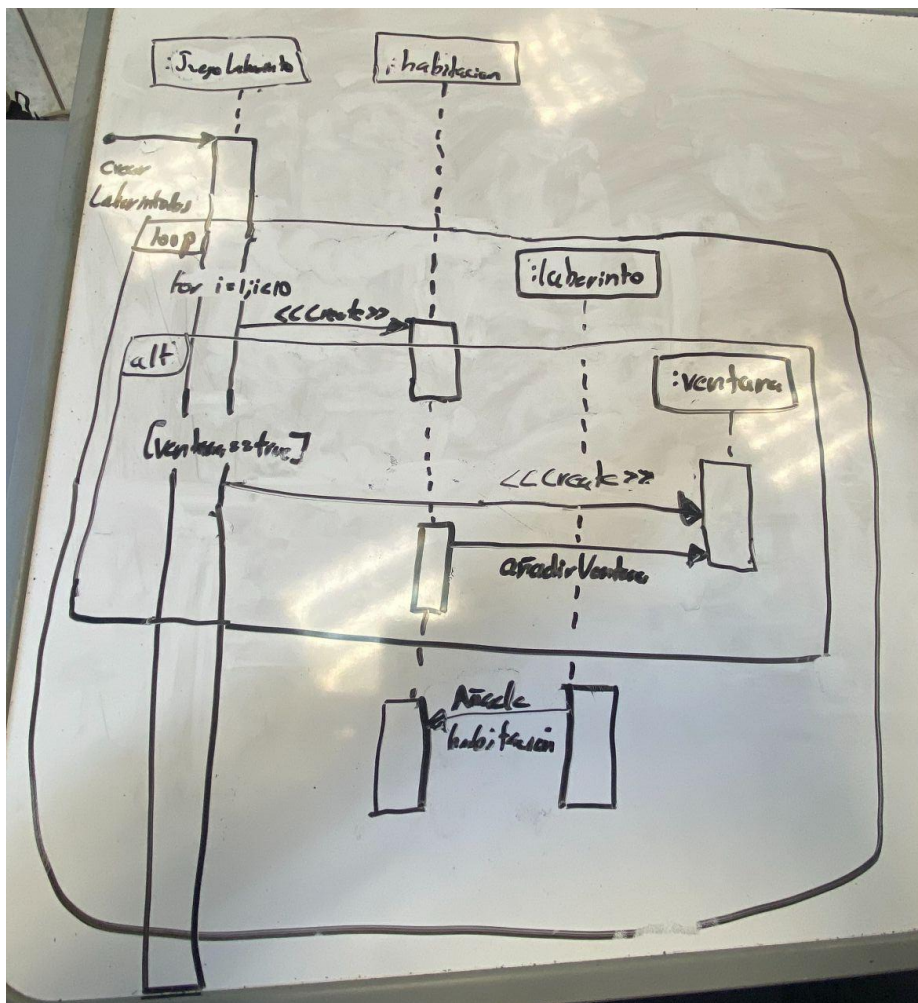 :JuegoLaberinto
:habitacion
crear
Laberintos
loop
:laberinto
for i=1;i<10
<<create>>
alt
:ventana
[ventana==true]
<<create>>
añadirVentana
Añade
habitación